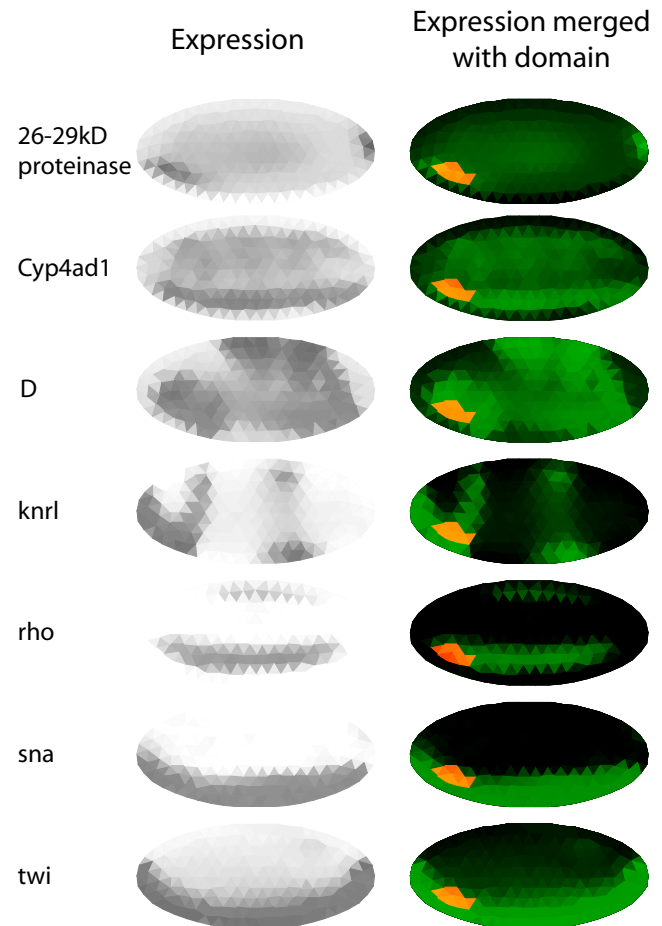 Expression
Expression merged
with domain
26-29kD
proteinase
Cyp4ad1
D
knrl
rho
sna
twi